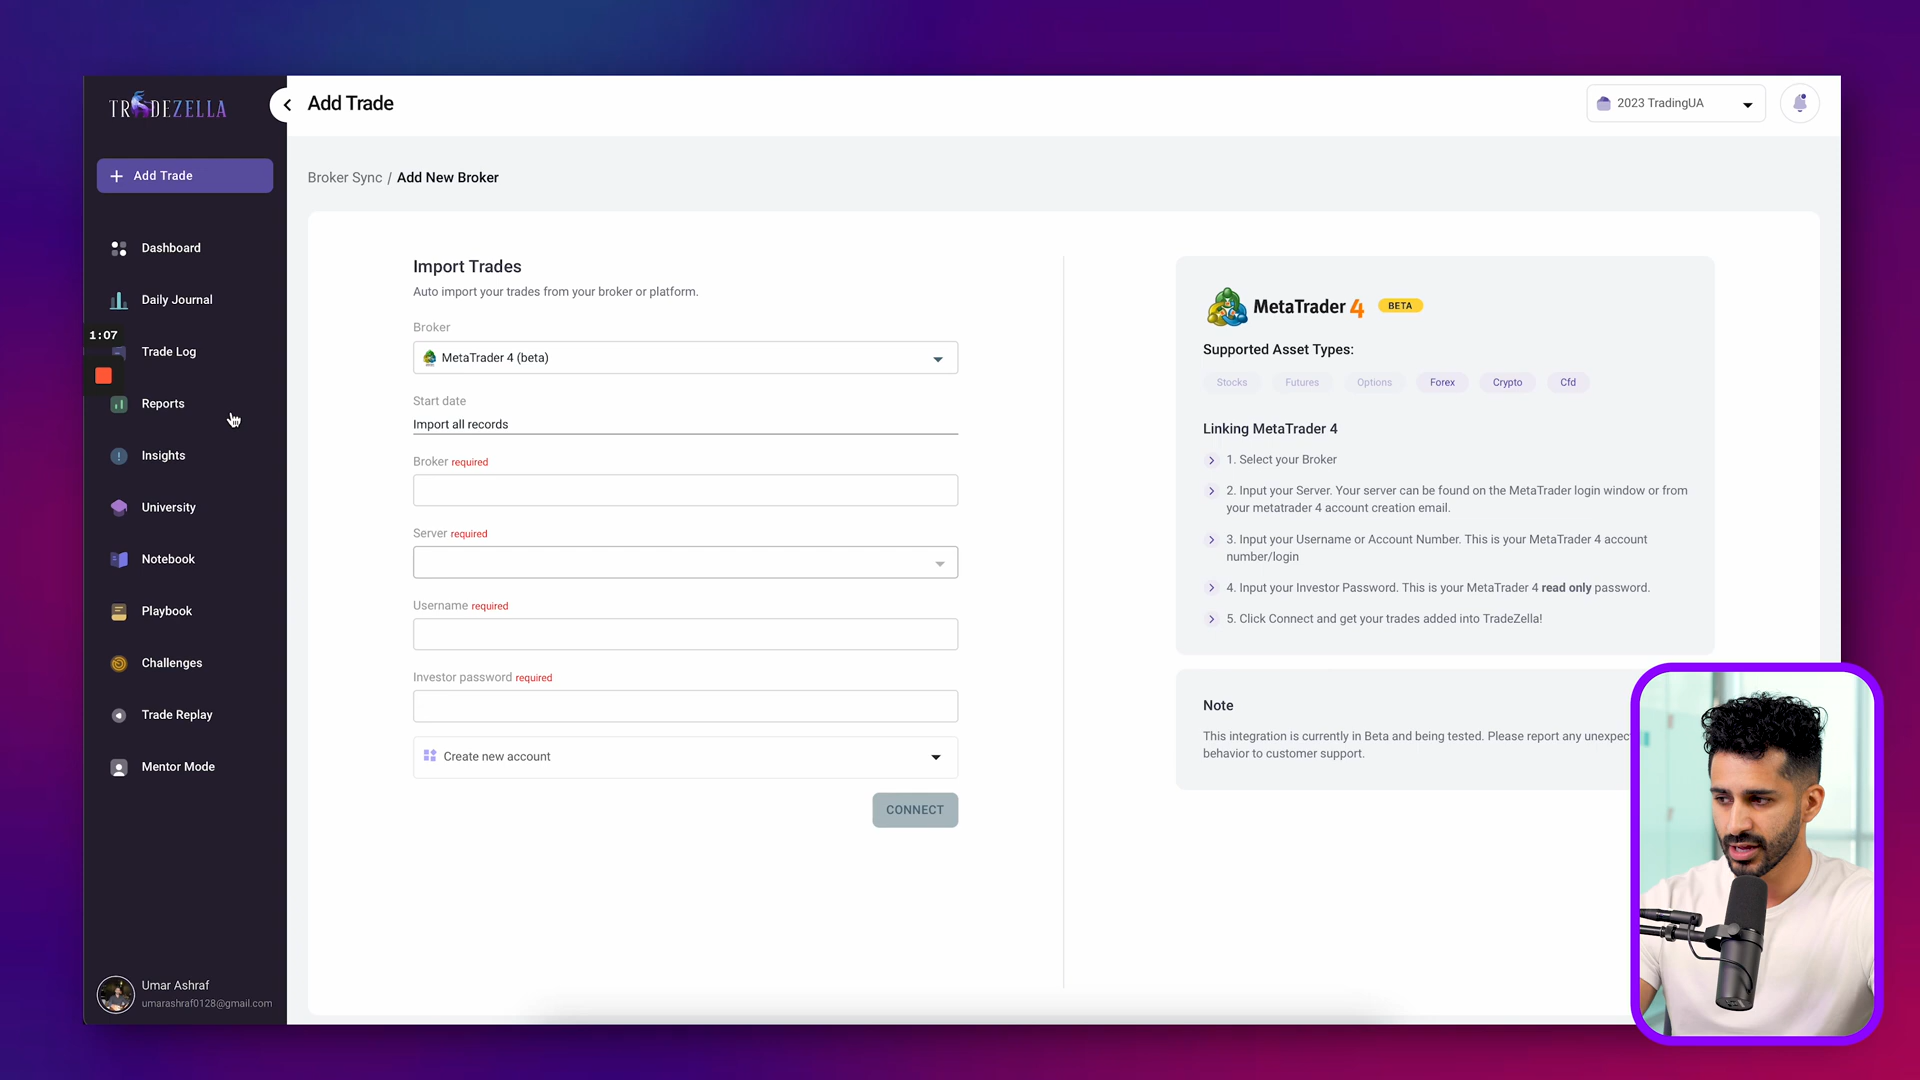 TRADEZELLA
Add Trade
2023 TradingUA
Add Trade
Broker Sync / Add New Broker
Dashboard
Daily Journal
1:07
Trade Log
Reports
Insights
University
Notebook
Playbook
Challenges
Trade Replay
Mentor Mode
Umar Ashraf
umarashraf0128@gmail.com
Import Trades
Auto import your trades from your broker or platform.
Broker
MetaTrader 4 (beta)
Start date
Import all records
Broker required
Server required
Username required
Investor password required
Create new account
CONNECT
MetaTrader 4 BETA
Supported Asset Types:
Stocks Futures Options Forex Crypto Cfd
Linking MetaTrader 4
1. Select your Broker
2. Input your Server. Your server can be found on the MetaTrader login window or from
your metatrader 4 account creation email.
3. Input your Username or Account Number. This is your MetaTrader 4 account
number/login
4. Input your Investor Password. This is your MetaTrader 4 read only password.
5. Click Connect and get your trades added into TradeZella!
Note
This integration is currently in Beta and being tested. Please report any unexpec
behavior to customer support.